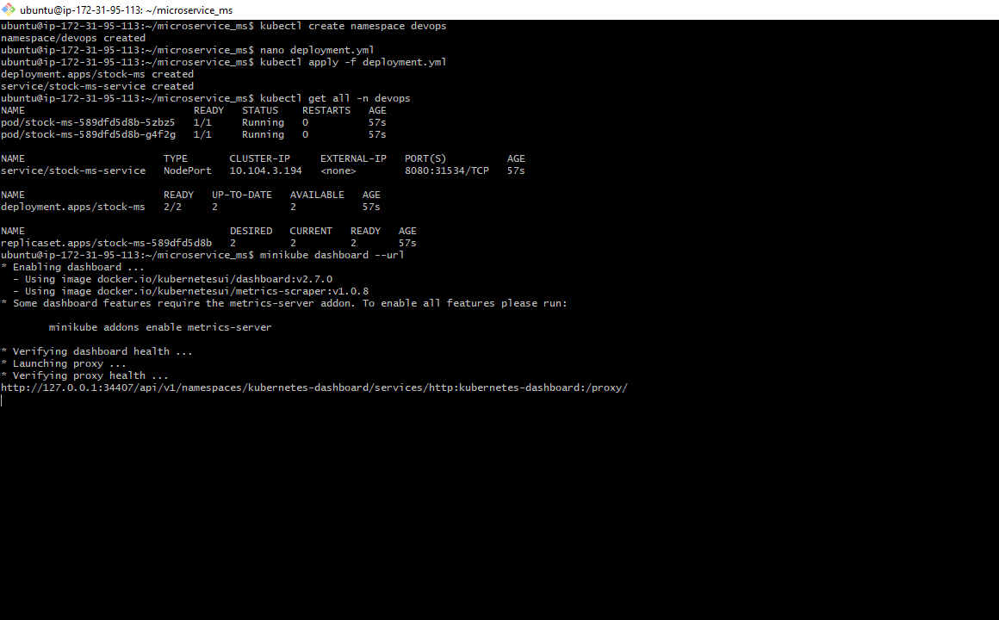 ubuntu@ip-172-31-95-113: ~/microservice_ms
ubuntu@ip-172-31-95-113:~/microservice_ms$ kubectl create namespace devops
namespace/devops created
ubuntu@ip-172-31-95-113:~/microservice_ms$ nano deployment.yml
ubuntu@ip-172-31-95-113:~/microservice_ms$ kubectl apply -f deployment.yml
deployment.apps/stock-ms created
service/stock-ms-service created
ubuntu@ip-172-31-95-113:~/microservice_ms$ kubectl get all -n devops
NAME                            READY   STATUS    RESTARTS   AGE
pod/stock-ms-589dfd5d8b-5zbz5   1/1     Running   0          57s
pod/stock-ms-589dfd5d8b-g4f2g   1/1     Running   0          57s
NAME                       TYPE       CLUSTER-IP     EXTERNAL-IP   PORT(S)          AGE
service/stock-ms-service   NodePort   10.104.3.194   <none>        8080:31534/TCP   57s
NAME                       READY   UP-TO-DATE   AVAILABLE   AGE
deployment.apps/stock-ms   2/2     2            2           57s
NAME                                  DESIRED   CURRENT   READY   AGE
replicaset.apps/stock-ms-589dfd5d8b   2         2         2       57s
ubuntu@ip-172-31-95-113:~/microservice_ms$ minikube dashboard --url
* Enabling dashboard ...
  - Using image docker.io/kubernetesui/dashboard:v2.7.0
  - Using image docker.io/kubernetesui/metrics-scraper:v1.0.8
* Some dashboard features require the metrics-server addon. To enable all features please run:
        minikube addons enable metrics-server
* Verifying dashboard health ...
* Launching proxy ...
* Verifying proxy health ...
http://127.0.0.1:34407/api/v1/namespaces/kubernetes-dashboard/services/http:kubernetes-dashboard:/proxy/